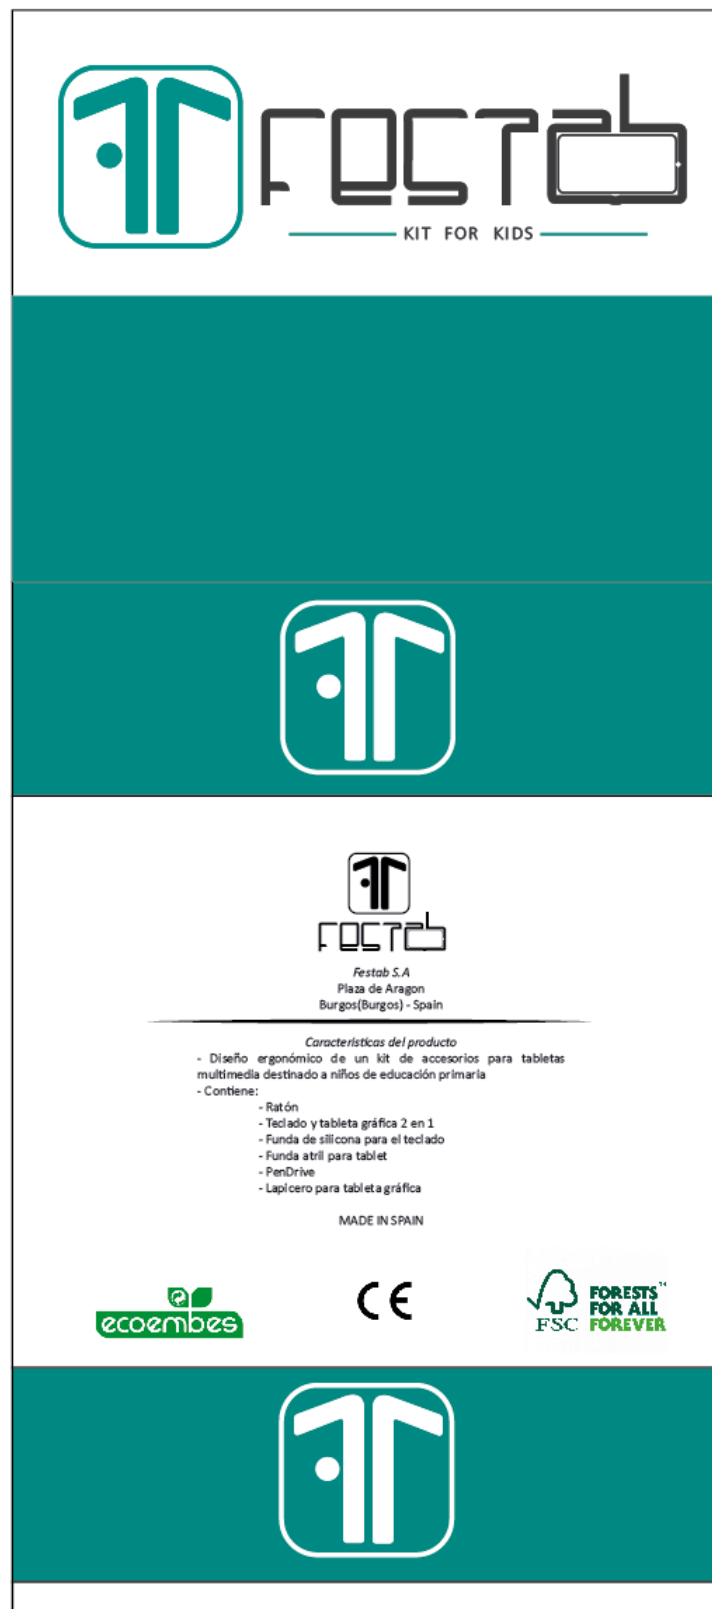 Festab
KIT FOR KIDS
Festab
Festab S.A
Plaza de Aragon
Burgos(Burgos) - Spain
Características del producto
- Diseño ergonómico de un kit de accesorios para tabletas
multimedia destinado a niños de educación primaria
- Contiene:
- Ratón
- Teclado y tableta gráfica 2 en 1
- Funda de silicona para el teclado
- Funda atril para tablet
- PenDrive
- Lapicero para tableta gráfica
MADE IN SPAIN
ecoembes
CE
FSC
FORESTS™
FOR ALL
FOREVER